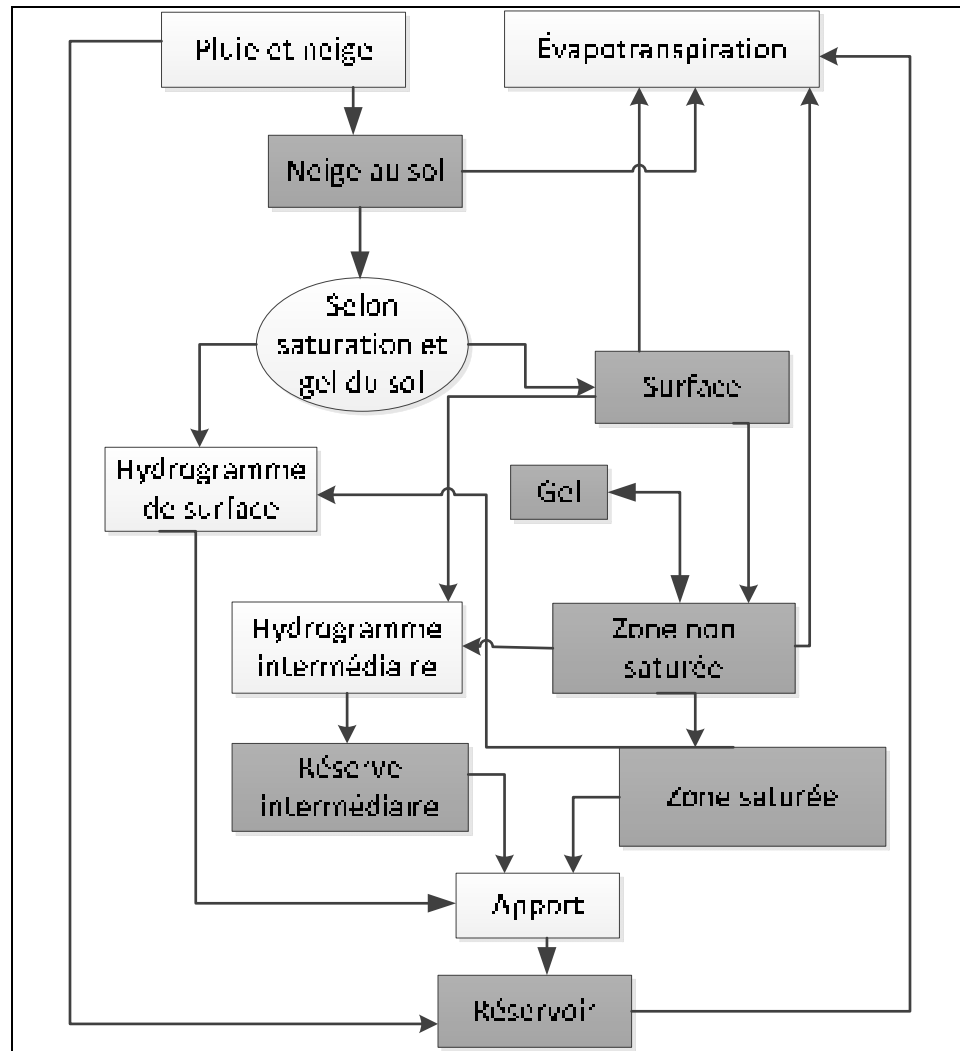 Pluie et neige
Évapotranspiration
Neige au sol
Selon
saturation et
gel du sol
Surface
Hydrogramme
de surface
Gel
Hydrogramme
intermédiaire
Zone non
saturée
Réserve
intermédiaire
Zone saturée
Apport
Réservoir